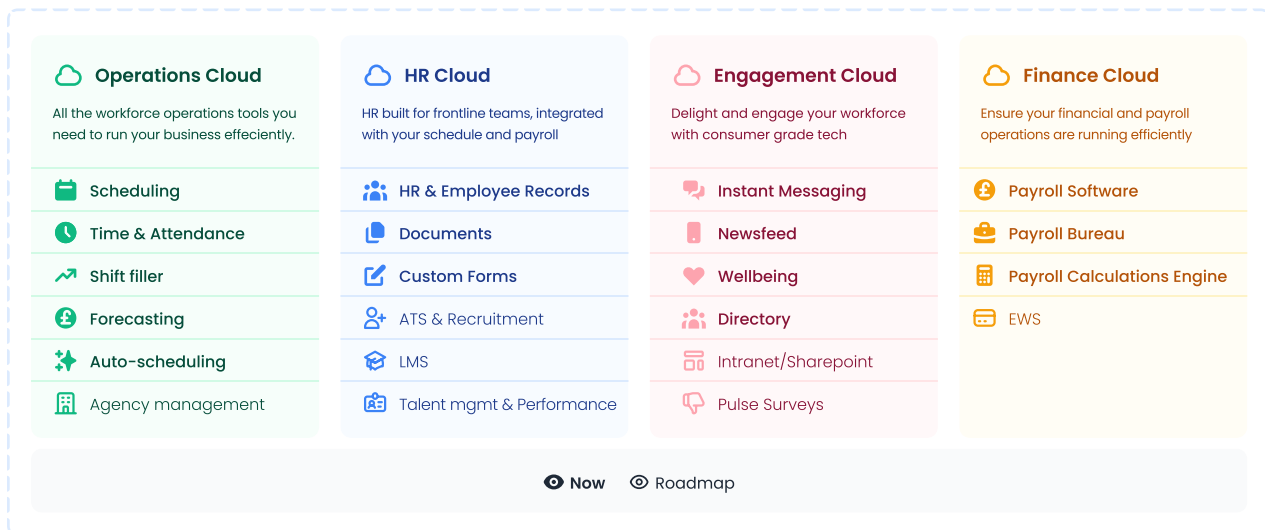 Operations Cloud
All the workforce operations tools you
need to run your business effeciently.
Scheduling
Time & Attendance
Shift filler
Forecasting
Auto-scheduling
Agency management
HR Cloud
HR built for frontline teams, integrated
with your schedule and payroll
HR & Employee Records
Documents
Custom Forms
ATS & Recruitment
LMS
Talent mgmt & Performance
Engagement Cloud
Delight and engage your workforce
with consumer grade tech
Instant Messaging
Newsfeed
Wellbeing
Directory
Intranet/Sharepoint
Pulse Surveys
Finance Cloud
Ensure your financial and payroll
operations are running efficiently
Payroll Software
Payroll Bureau
Payroll Calculations Engine
EWS
Now
Roadmap